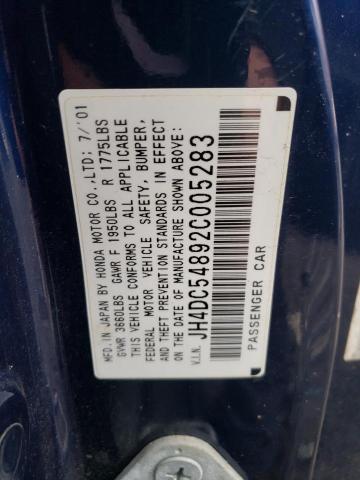 MFD. IN JAPAN BY HONDA MOTOR CO.,LTD; 7/'01
GVWR 3660LBS GAWR F 1950LBS R 1775LBS
THIS VEHICLE CONFORMS TO ALL APPLICABLE
FEDERAL MOTOR VEHICLE SAFETY, BUMPER,
AND THEFT PREVENTION STANDARDS IN EFFECT
ON THE DATE OF MANUFACTURE SHOWN ABOVE:
V.I.N. JH4DC54892C005283
PASSENGER CAR